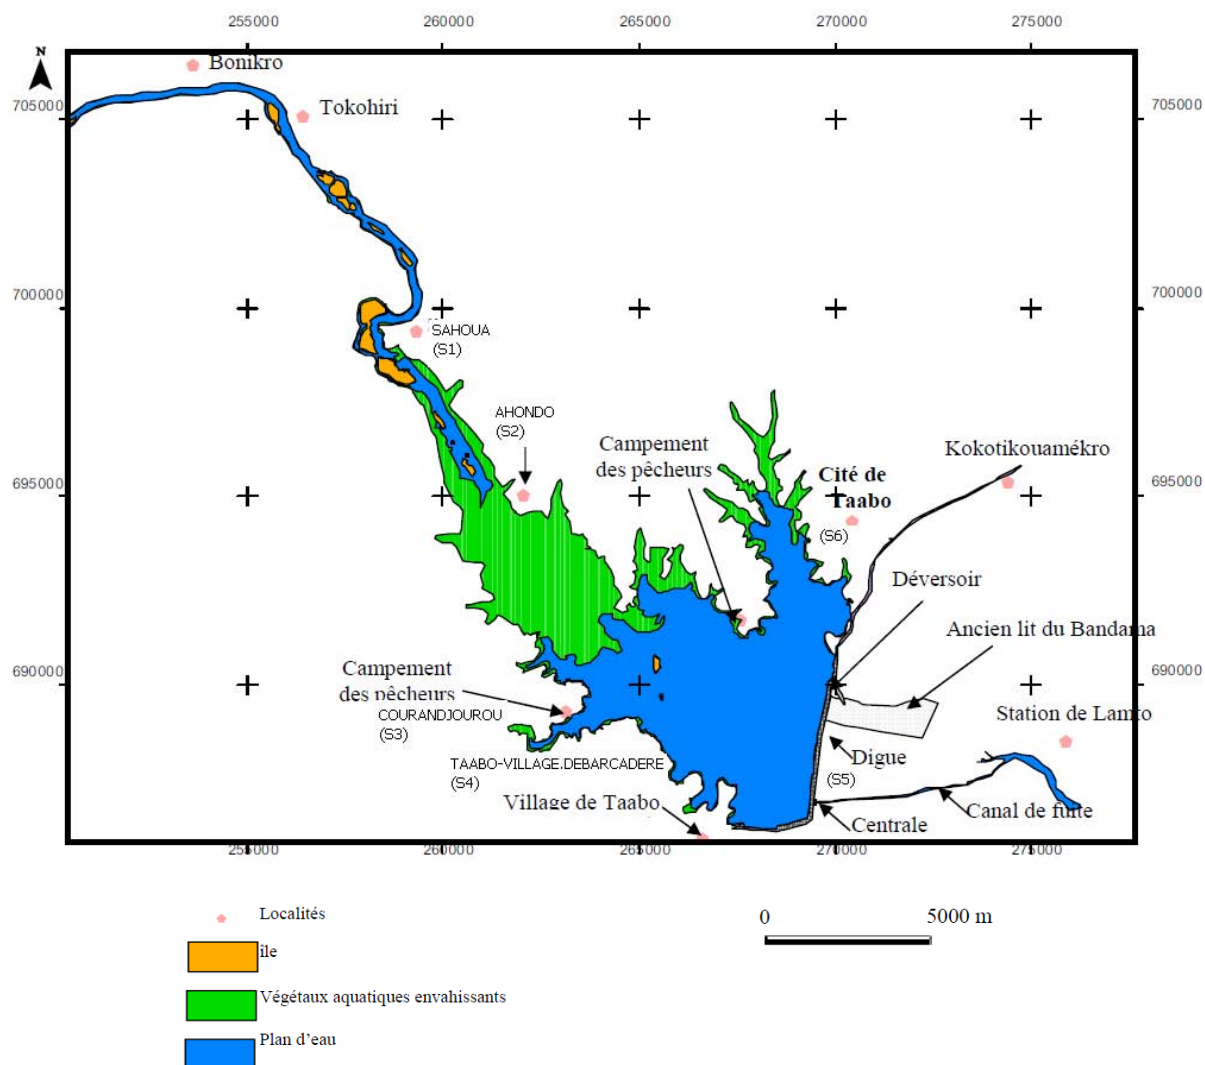 255000 260000 265000 270000 275000
N
Bonikro
705000 Tokohiri 705000
700000 700000
SAHOUA
(S1)
AHONDO
(S2)
Campement
des pêcheurs
Kokotikouamékro
Cité de
Taabo
695000 695000
(S6)
Déversoir
Ancien lit du Bandama
690000 690000
Campement
des pêcheurs
COURANDJOUROU
(S3)
Station de Lamto
TAABO-VILLAGE.DEBARCADERE
(S4)
Digue
(S5)
Village de Taabo
Centrale
Canal de fuite
255000 260000 265000 270000 275000
Localités
île
Végétaux aquatiques envahissants
Plan d'eau
0 5000 m